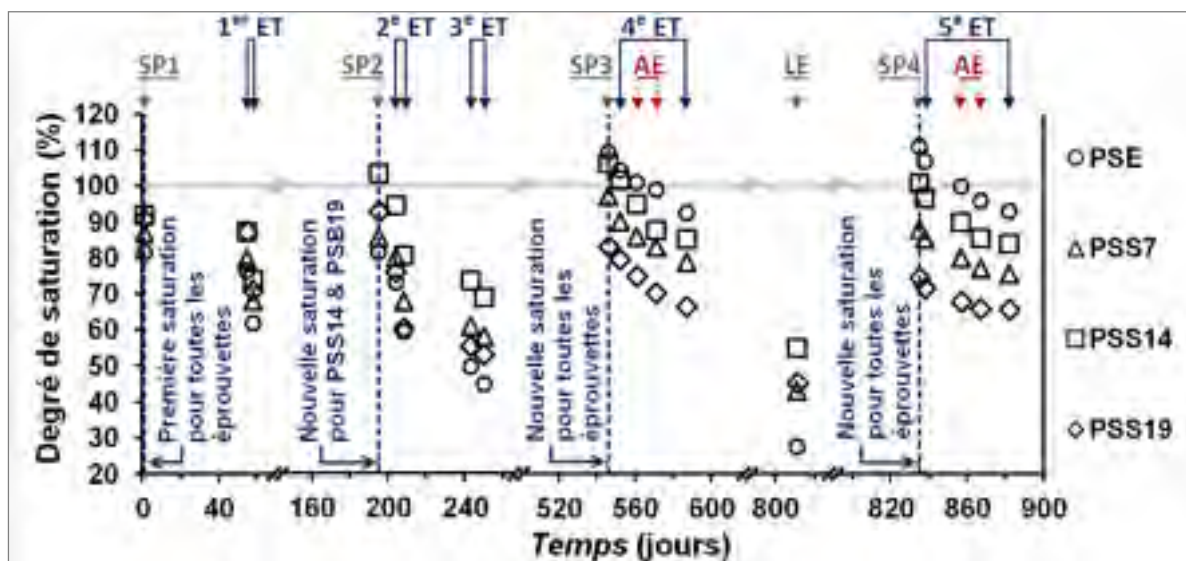 1er ET
2e ET
3e ET
4e ET
5e ET
SP1
SP2
SP3
AE
LE
SP4
AE
Degré de saturation (%)
120
110
100
90
80
70
60
50
40
30
20
Première saturation
pour toutes les
éprouvettes
Nouvelle saturation
pour PSS14 & PSB19
Nouvelle saturation
pour toutes les
éprouvettes
Nouvelle saturation
pour toutes les
éprouvettes
PSE
PSS7
PSS14
PSS19
0 40 160 200 240 520 560 600 800 820 860 900
Temps (jours)